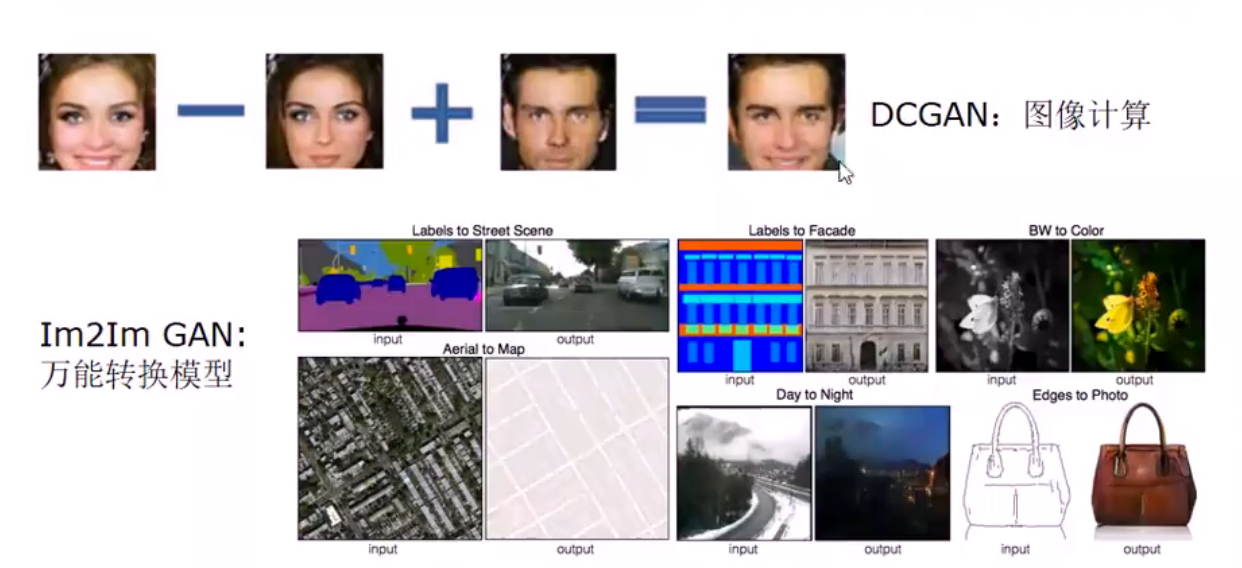 DCGAN：图像计算
Im2Im GAN:
万能转换模型
Labels to Street Scene
input
output
Aerial to Map
input
output
Labels to Facade
input
output
BW to Color
input
output
Day to Night
input
output
Edges to Photo
input
output